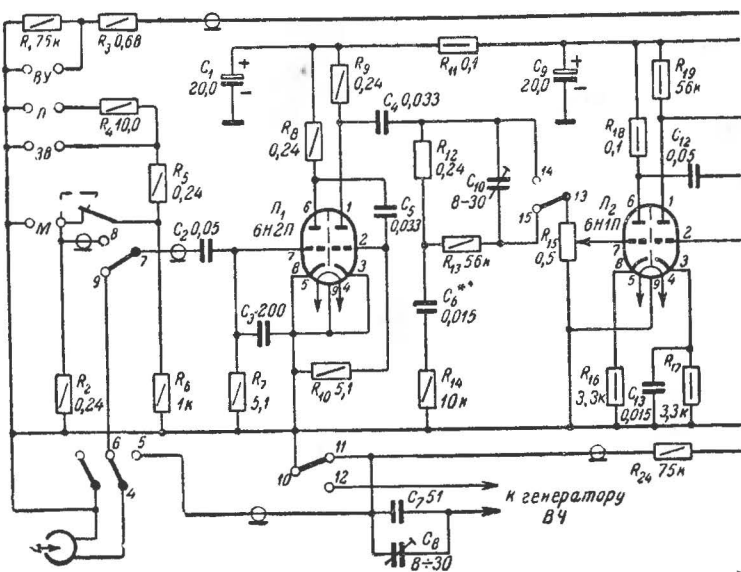 R1 75к
R3 0,68
ВУ
П
R4 10,0
ЗВ
R5 0,24
М
8
7
9
C2 0,05
R2 0,24
R6 1к
R7 5,1
C3 200
C1 20,0
+
−
R8 0,24
R9 0,24
Л1 6Н2П
6 1
7 2
8 5 9 4 3
C4 0,033
C5 0,033
R10 5,1
R11 0,1
R12 0,24
C10 8-30
R13 56к
C6** 0,015
R14 10к
14
15
13
C9 20,0
+
−
R15 0,5
R18 0,1
R19 56к
C12 0,05
Л2 6Н1П
6 1
7 2
8 5 9 4 3
R16 3,3к
C13 0,015
R17 3,3к
6 5
4
10
11
12
R24 75к
C7 51
C8 8÷30
к генератору
ВЧ